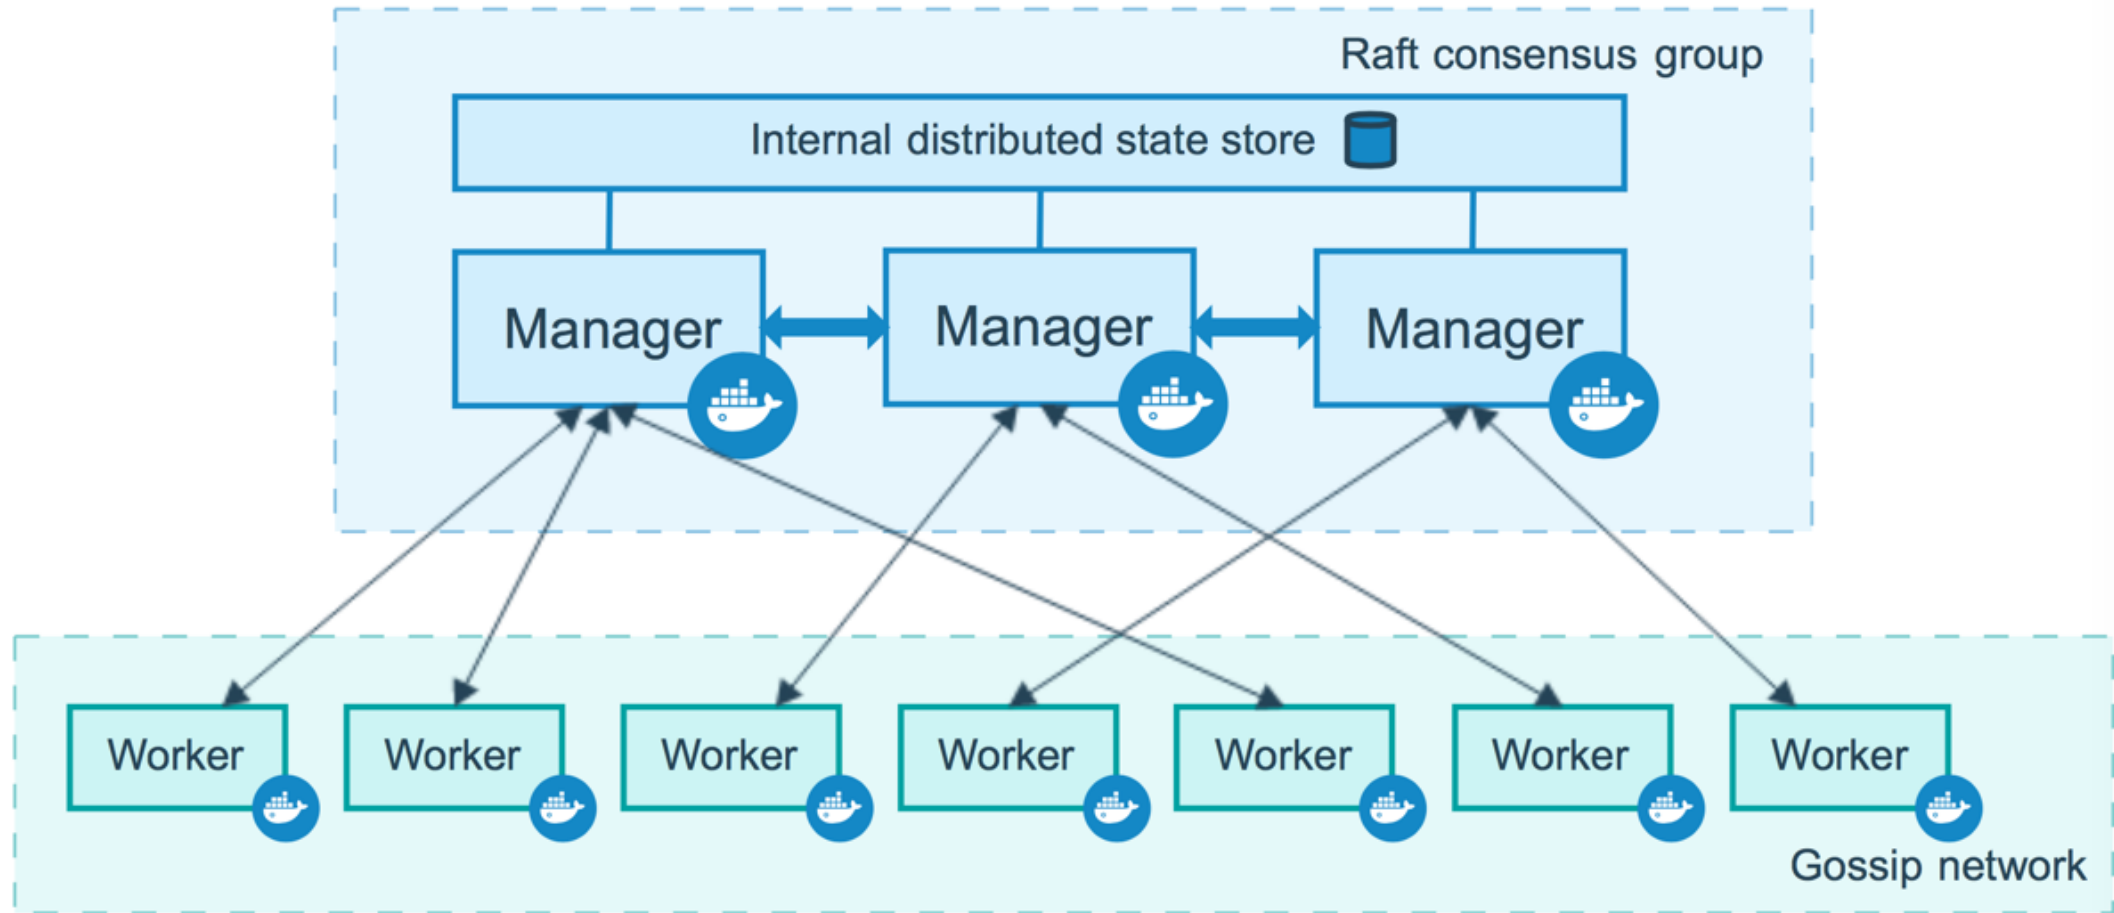 Raft consensus group
Internal distributed state store
Manager
Manager
Manager
Worker
Worker
Worker
Worker
Worker
Worker
Worker
Gossip network